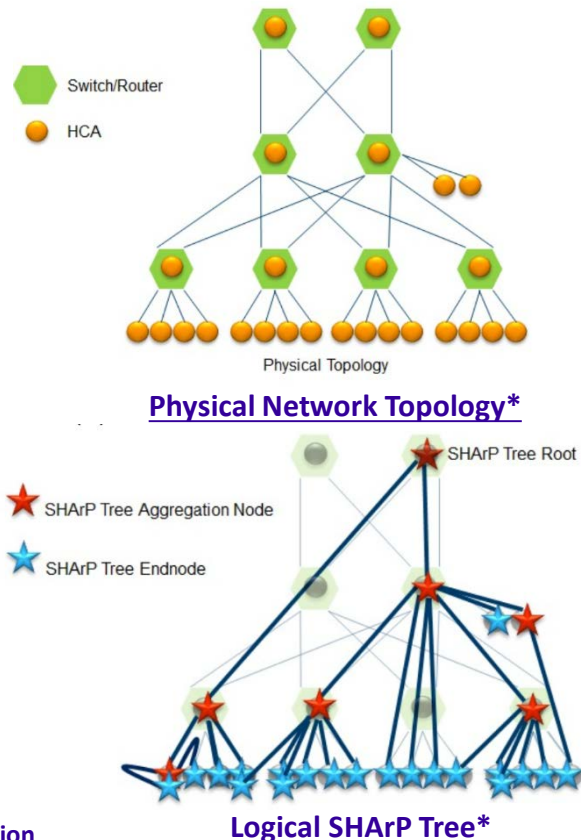 Switch/Router
HCA
Physical Topology
Physical Network Topology*
SHArP Tree Root
SHArP Tree Aggregation Node
SHArP Tree Endnode
Logical SHArP Tree*
ion